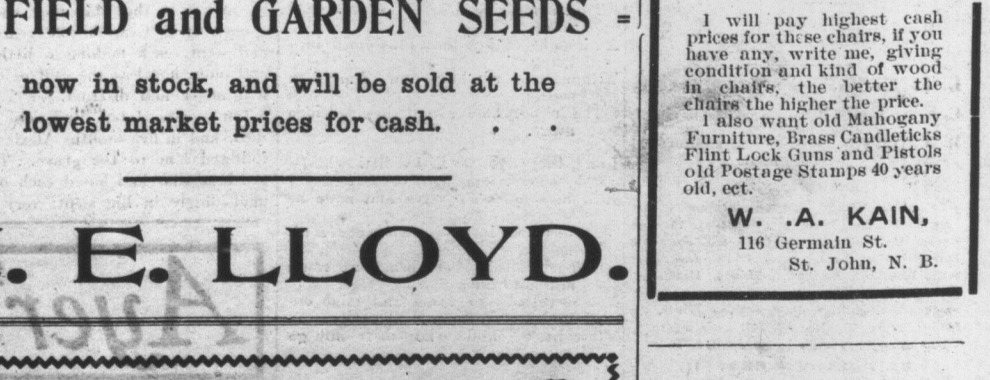 FIELD and GARDEN SEEDS =
now in stock, and will be sold at the
lowest market prices for cash. . .
. E. LLOYD.
I will pay highest cash
prices for these chairs, if you
have any, write me, giving
condition and kind of wood
in chairs. the better the
chairs the higher the price.
I also want old Mahogany
Furniture, Brass Candleticks
Flint Lock Guns and Pistols
old Postage Stamps 40 years
old, ect.
W. .A. KAIN,
116 Germain St.
St. John, N. B.